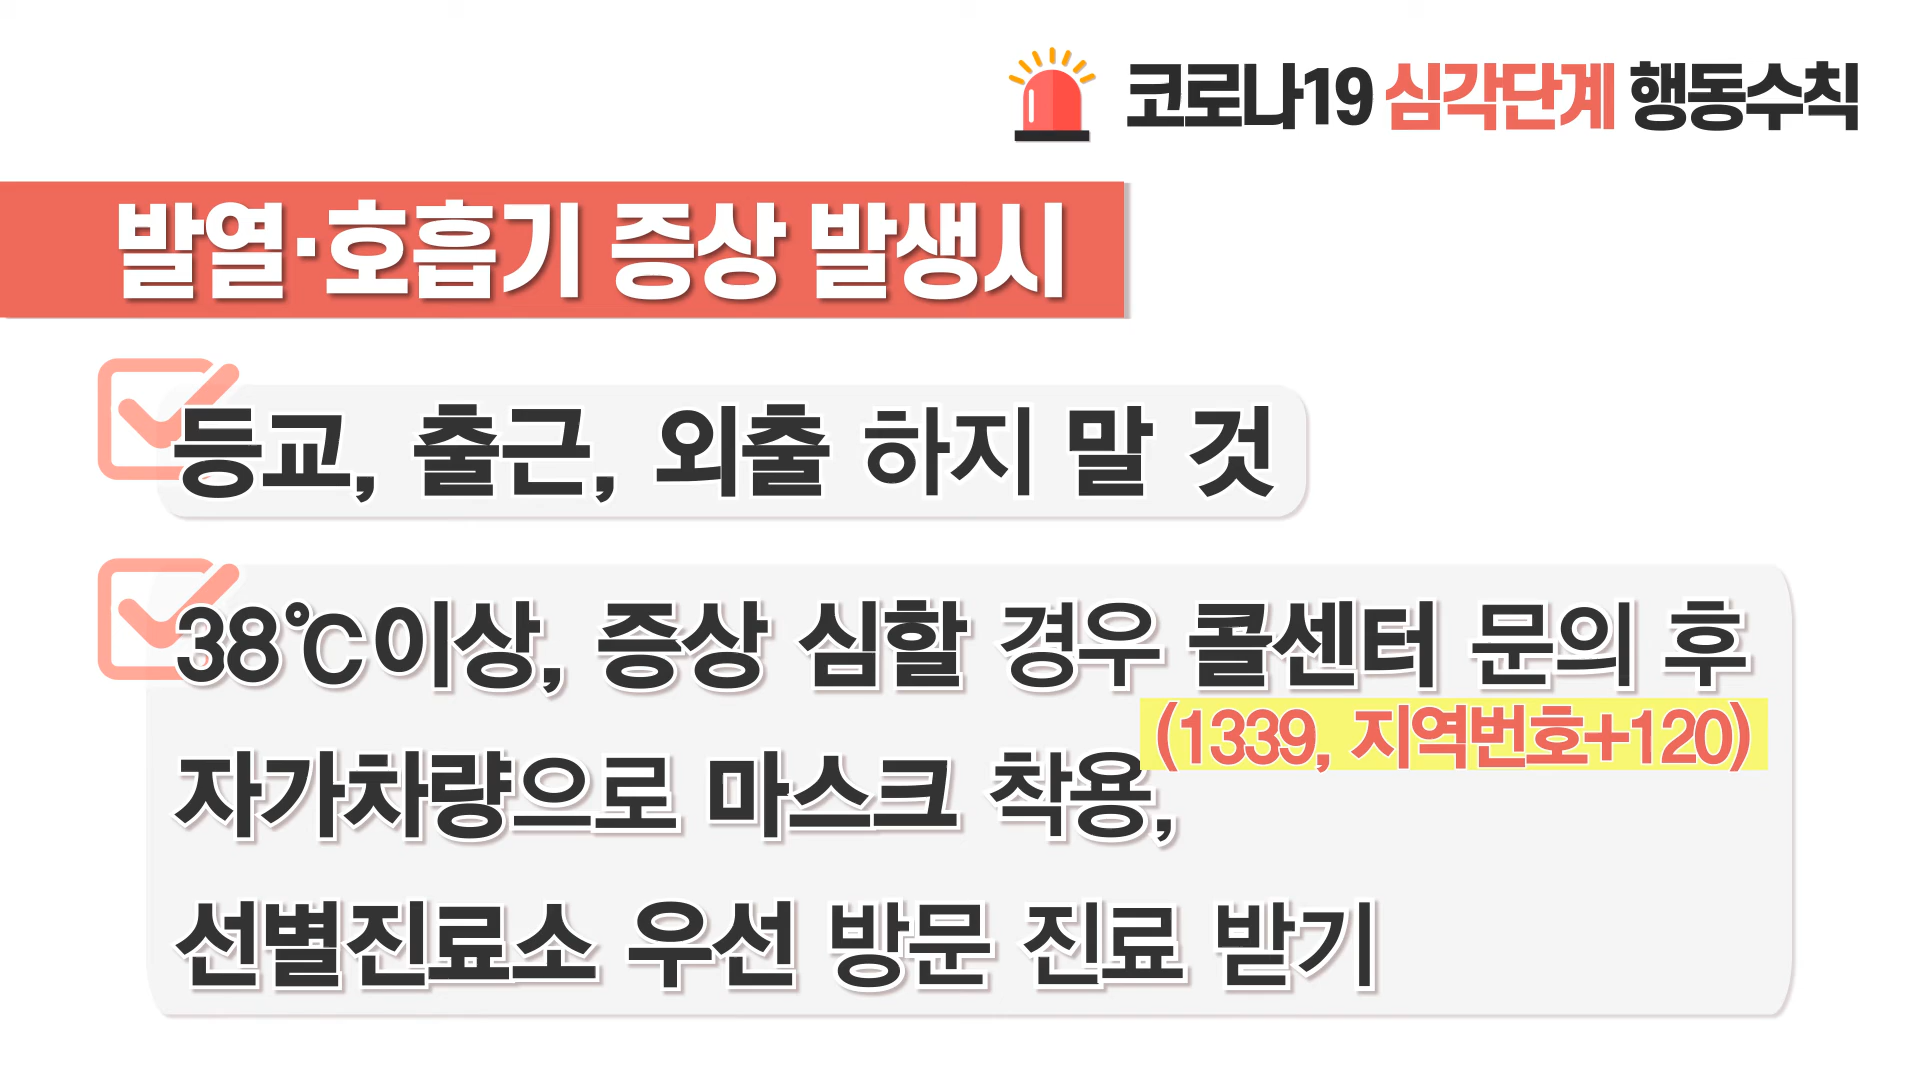 코로나19 심각단계 행동수칙
발열·호흡기 증상 발생시
등교, 출근, 외출 하지 말 것
38℃이상, 증상 심할 경우 콜센터 문의 후
(1339, 지역번호+120)
자가차량으로 마스크 착용,
선별진료소 우선 방문 진료 받기